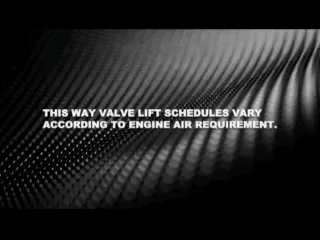 THIS WAY VALVE LIFT SCHEDULES VARY
ACCORDING TO ENGINE AIR REQUIREMENT.